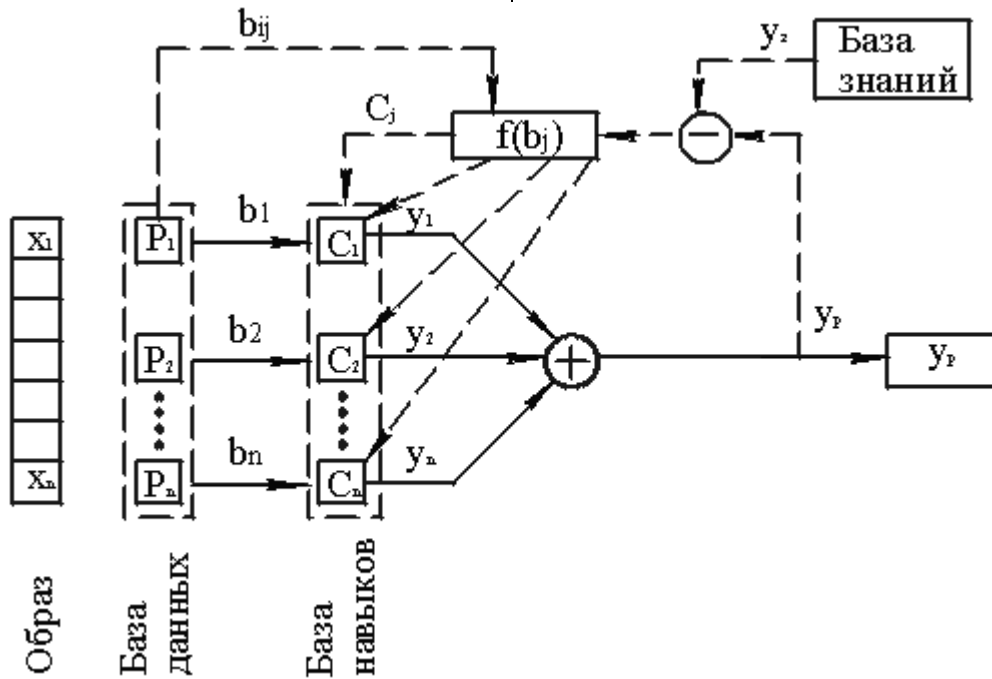 bij
y₂
База
знаний
Cj
f(bj)
−
x₁
P₁
b1
C₁
y₁
P₂
b2
C₂
y₂
+
yₚ
yₚ
xₙ
Pₙ
bn
Cₙ
yₙ
Образ
База
данных
База
навыков